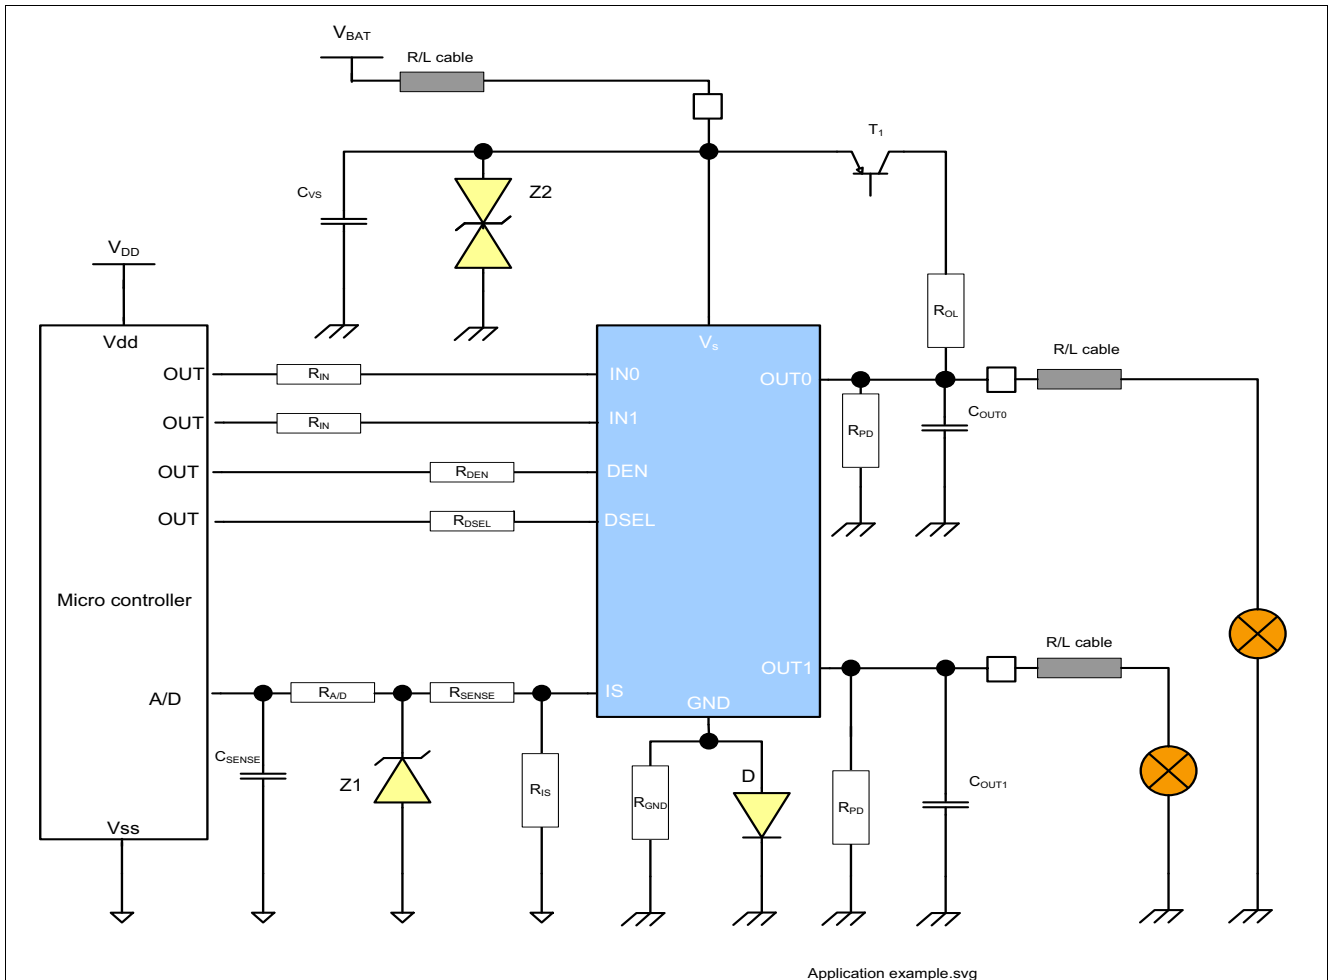 VBAT
R/L cable
T1
CVS
Z2
VDD
ROL
Vdd
Vs
R/L cable
OUT
RIN
IN0
OUT0
OUT
RIN
IN1
RPD
COUT0
OUT
RDEN
DEN
OUT
RDSEL
DSEL
Micro controller
R/L cable
OUT1
A/D
RA/D
RSENSE
IS
GND
CSENSE
Z1
RIS
RGND
D
RPD
COUT1
Vss
Application example.svg